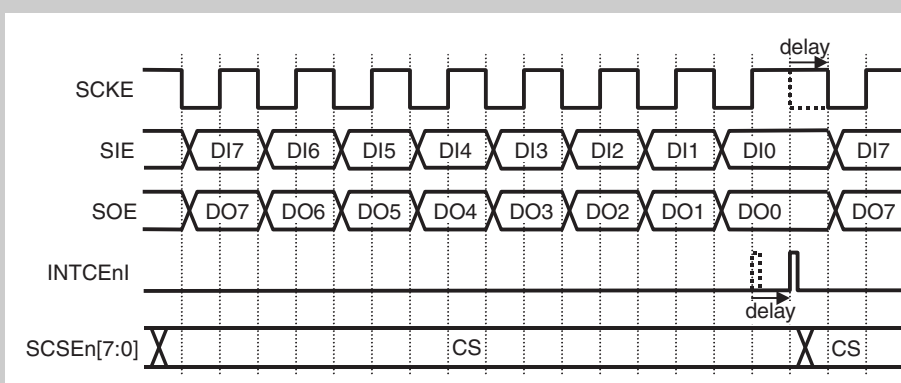 delay
SCKE
SIE DI7 DI6 DI5 DI4 DI3 DI2 DI1 DI0 DI7
SOE DO7 DO6 DO5 DO4 DO3 DO2 DO1 DO0 DO7
INTCEnI
delay
SCSEn[7:0] CS CS